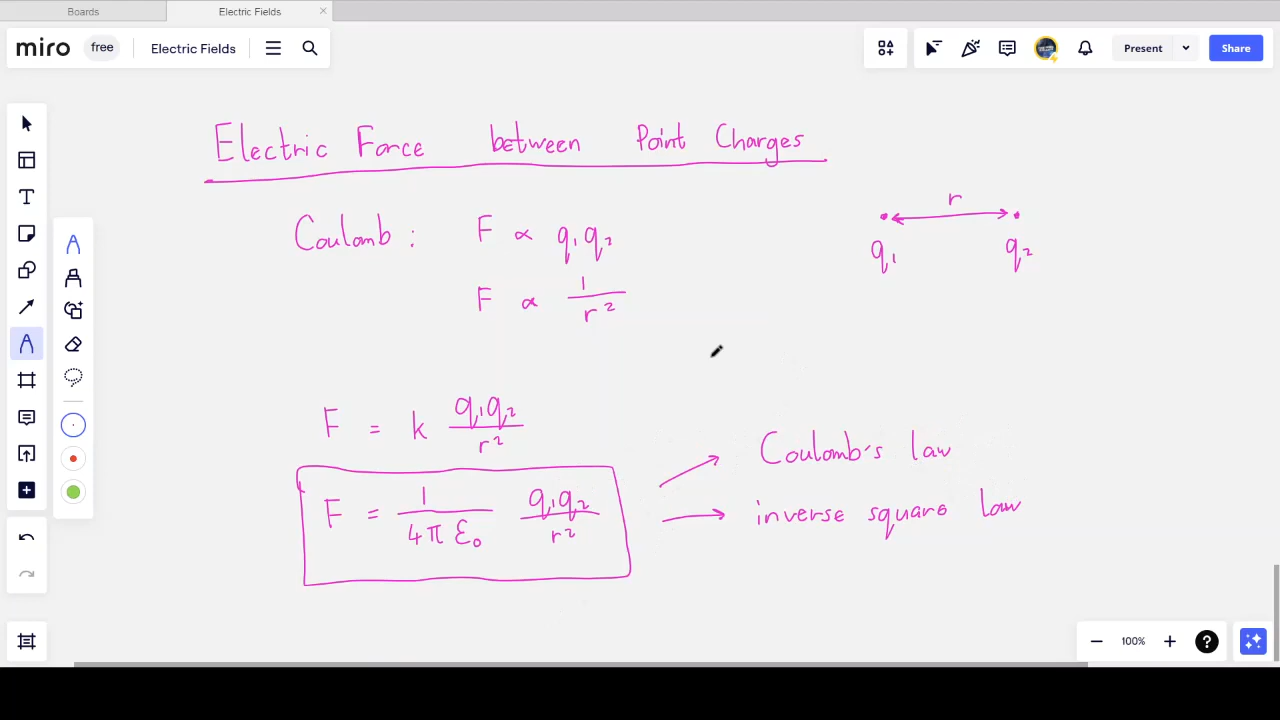 Boards
Electric Fields
miro free Electric Fields
Present
Share
Electric Force between Point Charges
Coulomb : F ∝ q₁q₂
F ∝ 1/r²
r
q₁ q₂
F = k q₁q₂/r²
F = 1/4πε₀ q₁q₂/r²
Coulomb's law
inverse square law
100%